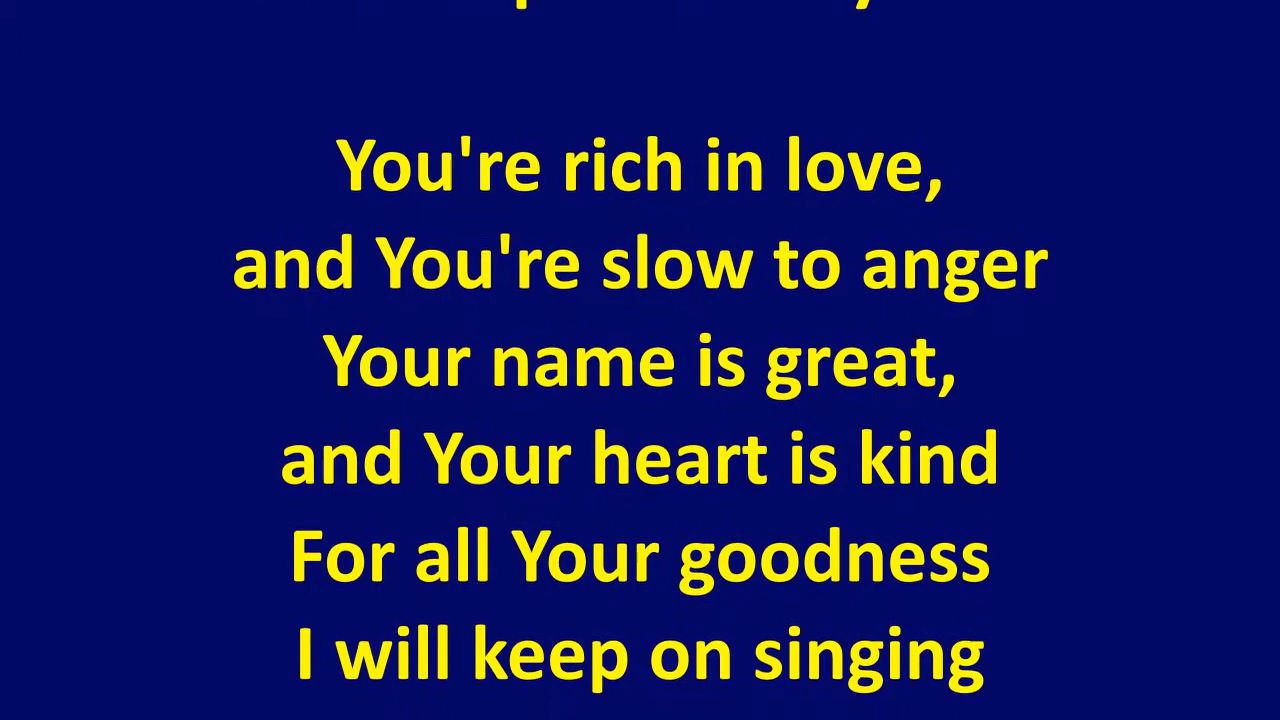 You're rich in love,
and You're slow to anger
Your name is great,
and Your heart is kind
For all Your goodness
I will keep on singing